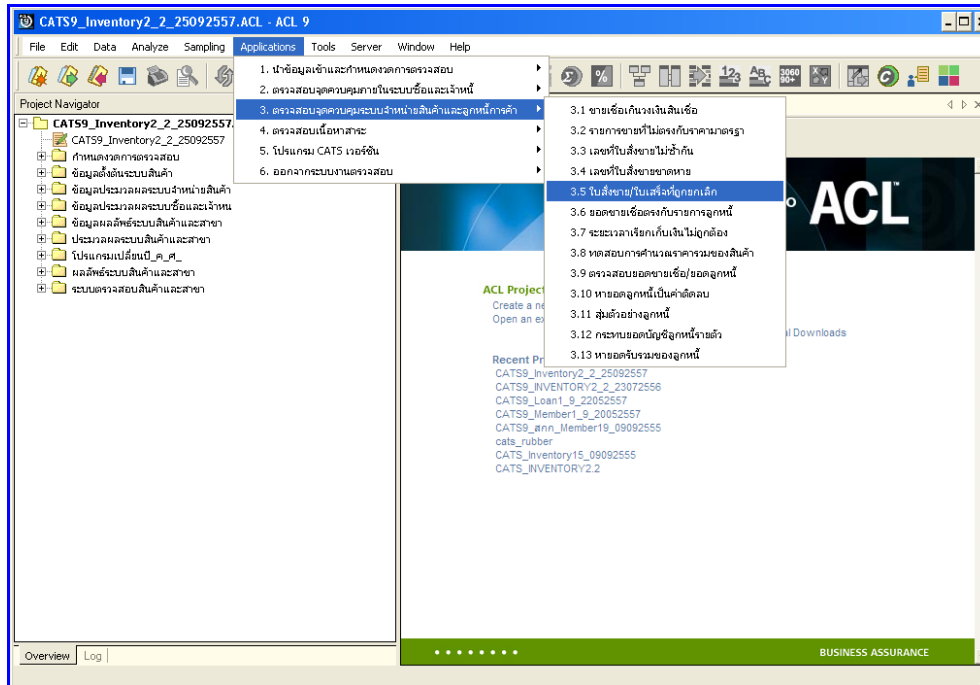 CATS9_Inventory2_2_25092557.ACL - ACL 9
File Edit Data Analyze Sampling Applications Tools Server Window Help
Project Navigator
CATS9_Inventory2_2_25092557.
CATS9_Inventory2_2_25092557
กำหนดงวดการตรวจสอบ
ข้อมูลตั้งต้นระบบสินค้า
ข้อมูลประมวลผลระบบจำหน่ายสินค้า
ข้อมูลประมวลผลระบบซื้อและเจ้าหน
ข้อมูลผลลัพธ์ระบบสินค้าและสาขา
ประมวลผลระบบสินค้าและสาขา
โปรแกรมเปลี่ยนปี_ค_ศ_
ผลลัพธ์ระบบสินค้าและสาขา
ระบบตรวจสอบสินค้าและสาขา
1. นำข้อมูลเข้าและกำหนดงวดการตรวจสอบ
2. ตรวจสอบจุดควบคุมภายในระบบซื้อและเจ้าหนี้
3. ตรวจสอบจุดควบคุมระบบจำหน่ายสินค้าและลูกหนี้การค้า
4. ตรวจสอบเนื้อหาสาระ
5. โปรแกรม CATS เวอร์ชัน
6. ออกจากระบบงานตรวจสอบ
3.1 ขายเชื่อเกินวงเงินสินเชื่อ
3.2 รายการขายที่ไม่ตรงกับราคามาตรฐา
3.3 เลขที่ใบสั่งขายไม่ซ้ำกัน
3.4 เลขที่ใบสั่งขายขาดหาย
3.5 ใบสั่งขาย/ใบเสร็จที่ถูกยกเลิก
3.6 ยอดขายเชื่อตรงกับรายการลูกหนี้
3.7 ระยะเวลาเรียกเก็บเงินไม่ถูกต้อง
3.8 ทดสอบการคำนวณราคารวมของสินค้า
3.9 ตรวจสอบยอดขายเชื่อ/ยอดลูกหนี้
3.10 หายอดลูกหนี้เป็นค่าติดลบ
3.11 สุ่มตัวอย่างลูกหนี้
3.12 กระทบยอดบัญชีลูกหนี้รายตัว
3.13 หายอดรับรวมของลูกหนี้
o ACL™
ACL Project
Create a ne
Open an ex
al Downloads
Recent Pr
CATS9_Inventory2_2_25092557
CATS9_INVENTORY2_2_23072556
CATS9_Loan1_9_22052557
CATS9_Member1_9_20052557
CATS9_สกก_Member19_09092555
cats_rubber
CATS_Inventory15_09092555
CATS_INVENTORY2.2
BUSINESS ASSURANCE
Overview Log